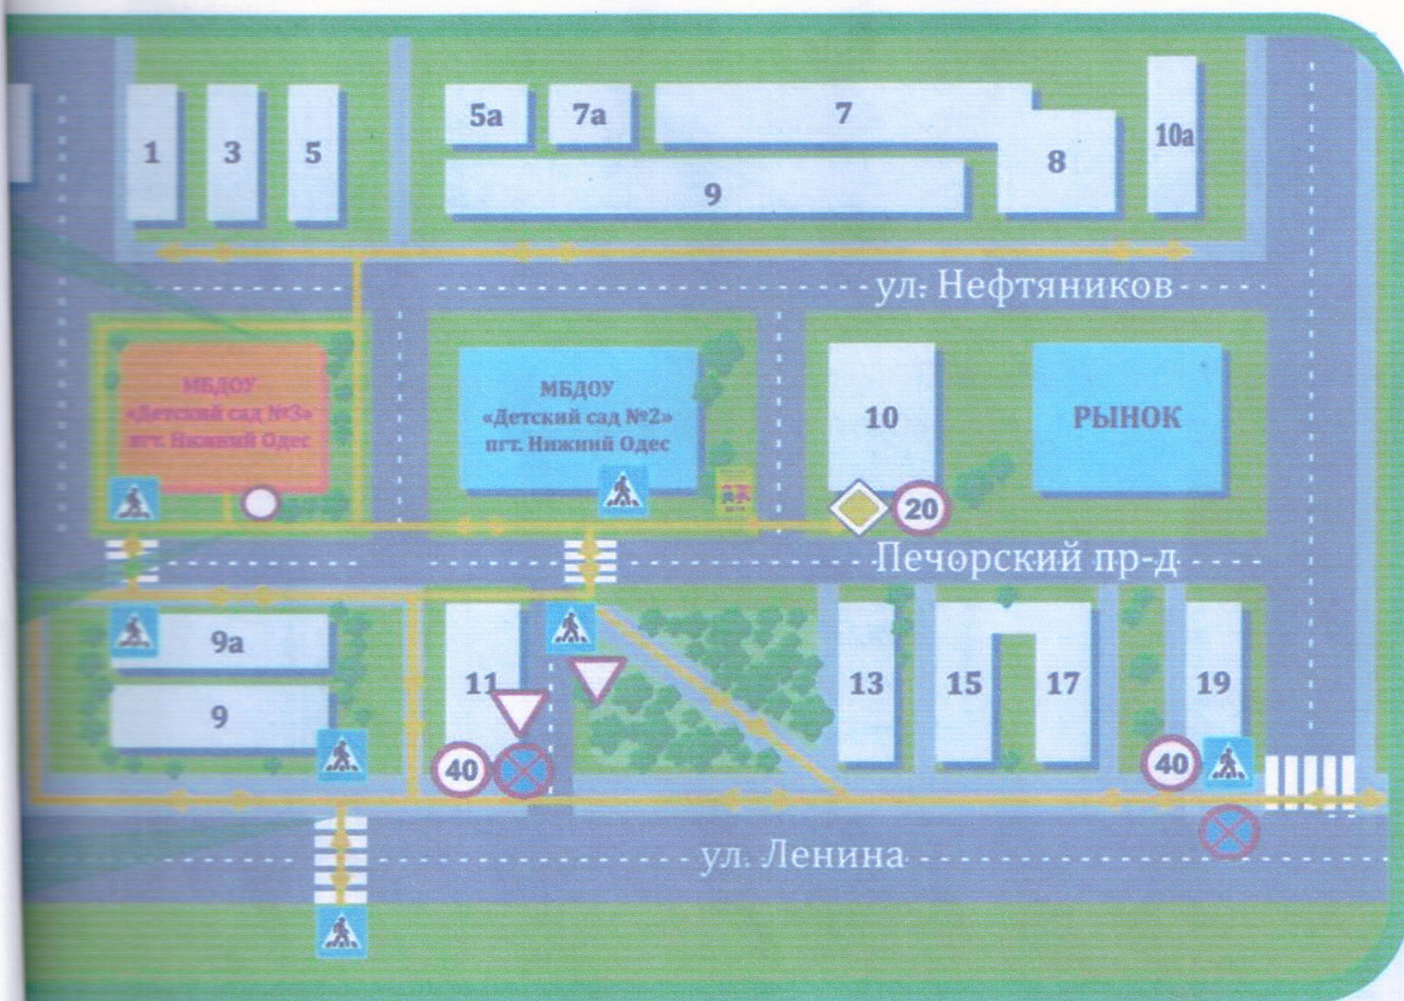 1
3
5
5а
7а
7
9
8
10а
ул. Нефтяников
МБДОУ
«Детский сад №3»
пгт. Нижний Одес
МБДОУ
«Детский сад №2»
пгт. Нижний Одес
10
РЫНОК
20
Печорский пр-д
9а
9
11
13
15
17
19
40
40
ул. Ленина